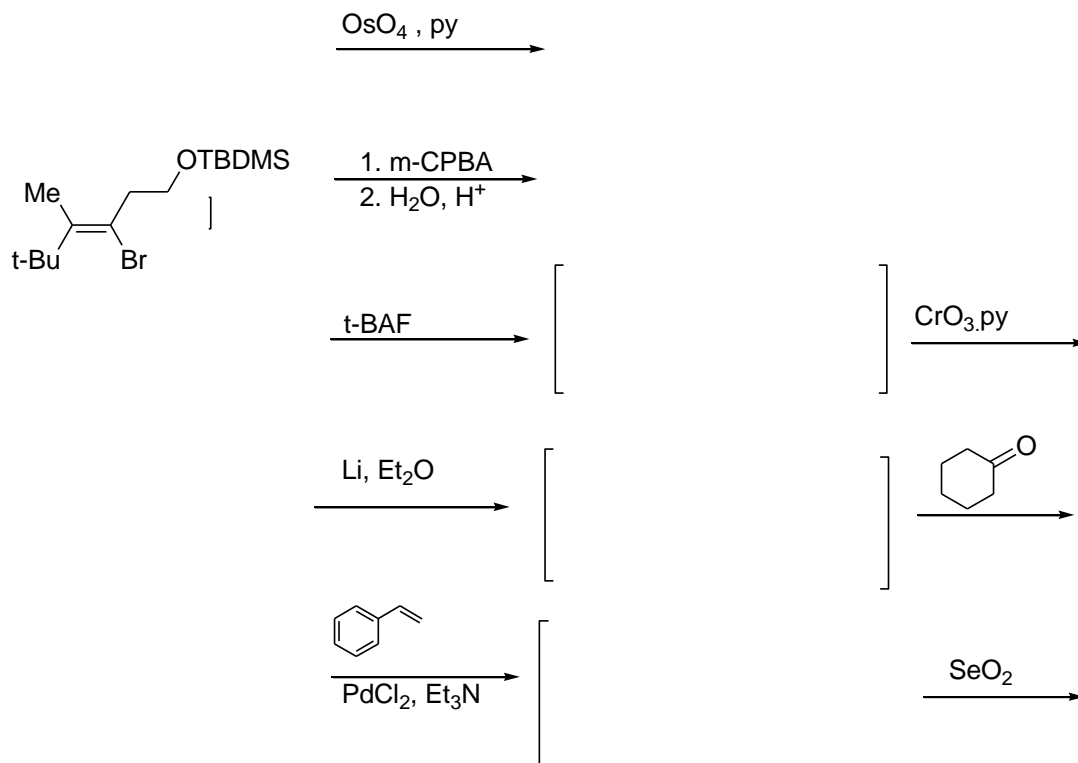 OsO4 , py
OTBDMS
Me
t-Bu
Br
1. m-CPBA
2. H2O, H+
t-BAF
CrO3.py
Li, Et2O
O
PdCl2, Et3N
SeO2